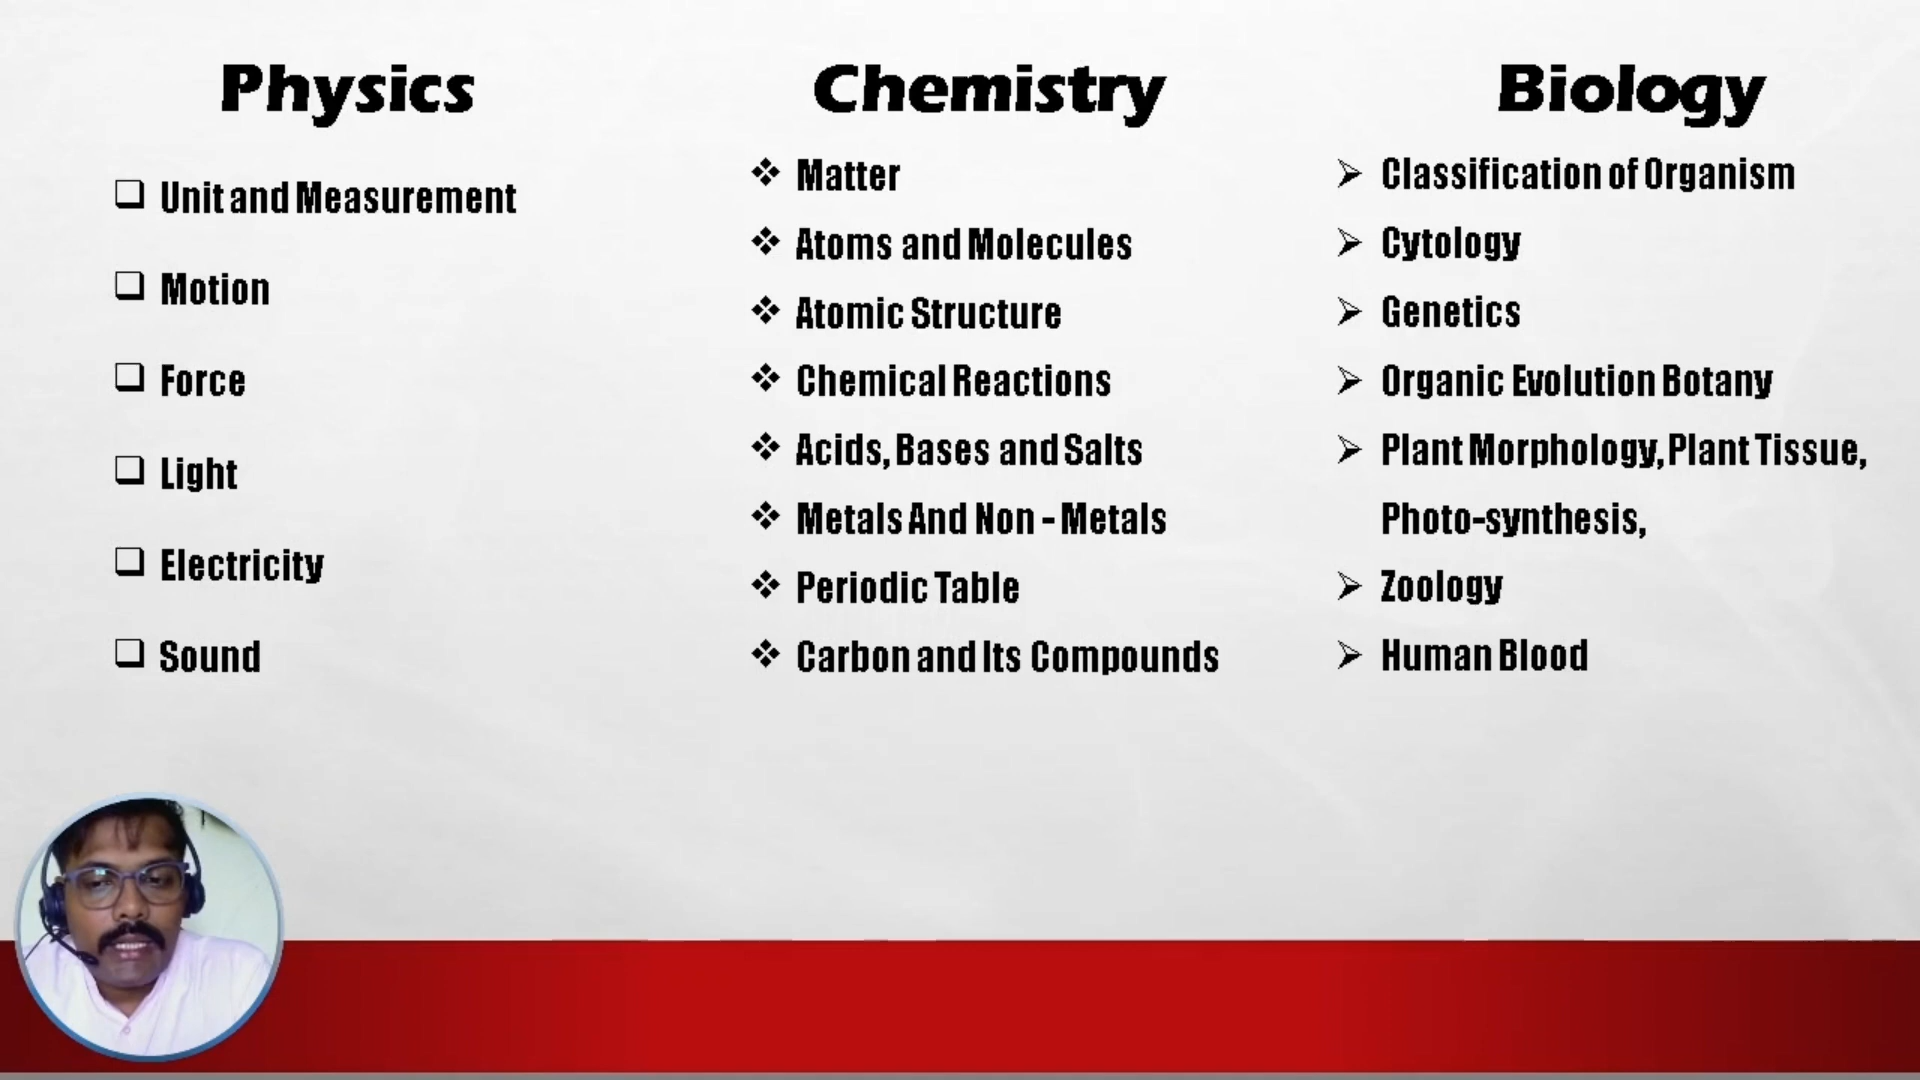 Physics
Unit and Measurement
Motion
Force
Light
Electricity
Sound
Chemistry
Matter
Atoms and Molecules
Atomic Structure
Chemical Reactions
Acids, Bases and Salts
Metals And Non - Metals
Periodic Table
Carbon and Its Compounds
Biology
Classification of Organism
Cytology
Genetics
Organic Evolution Botany
Plant Morphology, Plant Tissue,
Photo-synthesis,
Zoology
Human Blood